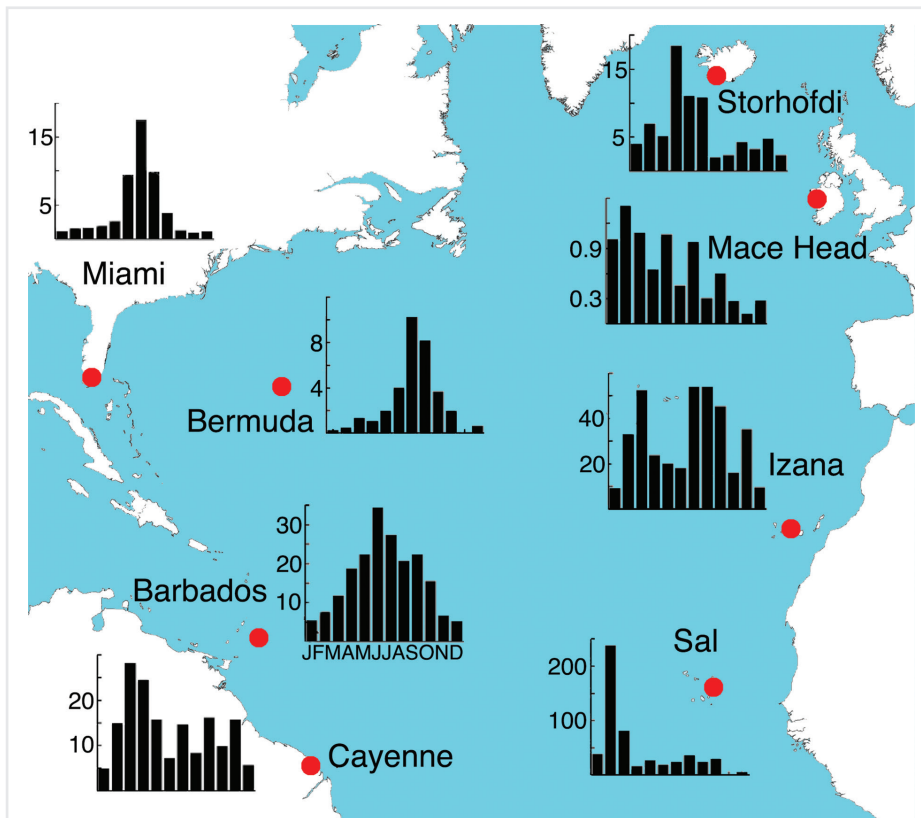 15
5
Storhofdi
15
5
Miami
0.9
0.3
Mace Head
8
4
Bermuda
40
20
Izana
30
20
10
Barbados
JFMAMJJASOND
200
100
Sal
20
10
Cayenne